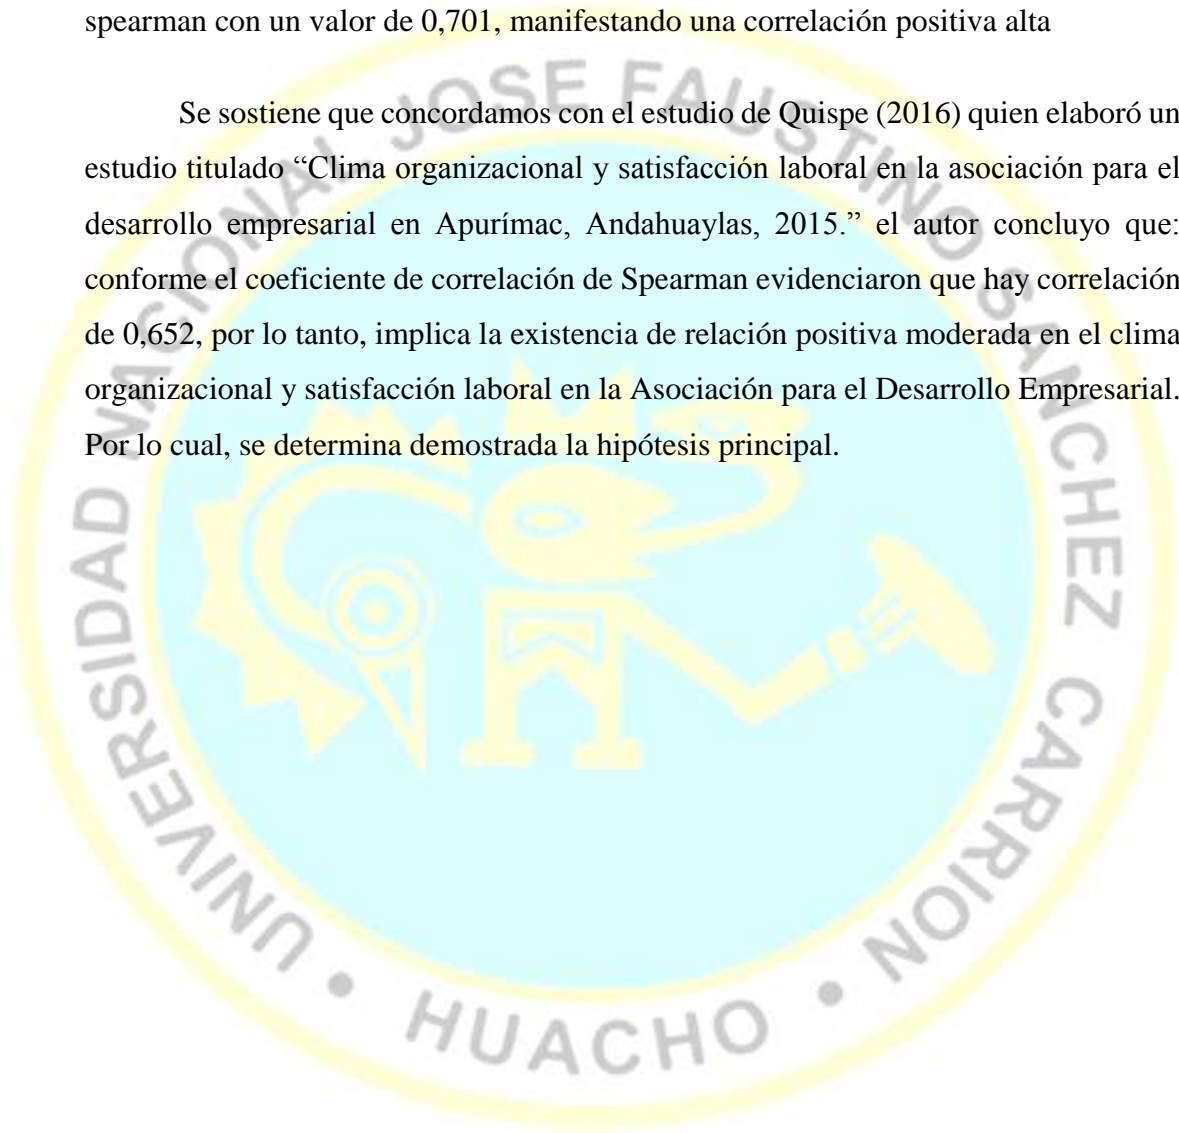 spearman con un valor de 0,701, manifestando una correlación positiva alta
Se sostiene que concordamos con el estudio de Quispe (2016) quien elaboró un
estudio titulado “Clima organizacional y satisfacción laboral en la asociación para el
desarrollo empresarial en Apurímac, Andahuaylas, 2015.” el autor concluyo que:
conforme el coeficiente de correlación de Spearman evidenciaron que hay correlación
de 0,652, por lo tanto, implica la existencia de relación positiva moderada en el clima
organizacional y satisfacción laboral en la Asociación para el Desarrollo Empresarial.
Por lo cual, se determina demostrada la hipótesis principal.
UNIVERSIDAD NACIONAL JOSE FAUSTINO SANCHEZ CARRION • HUACHO •